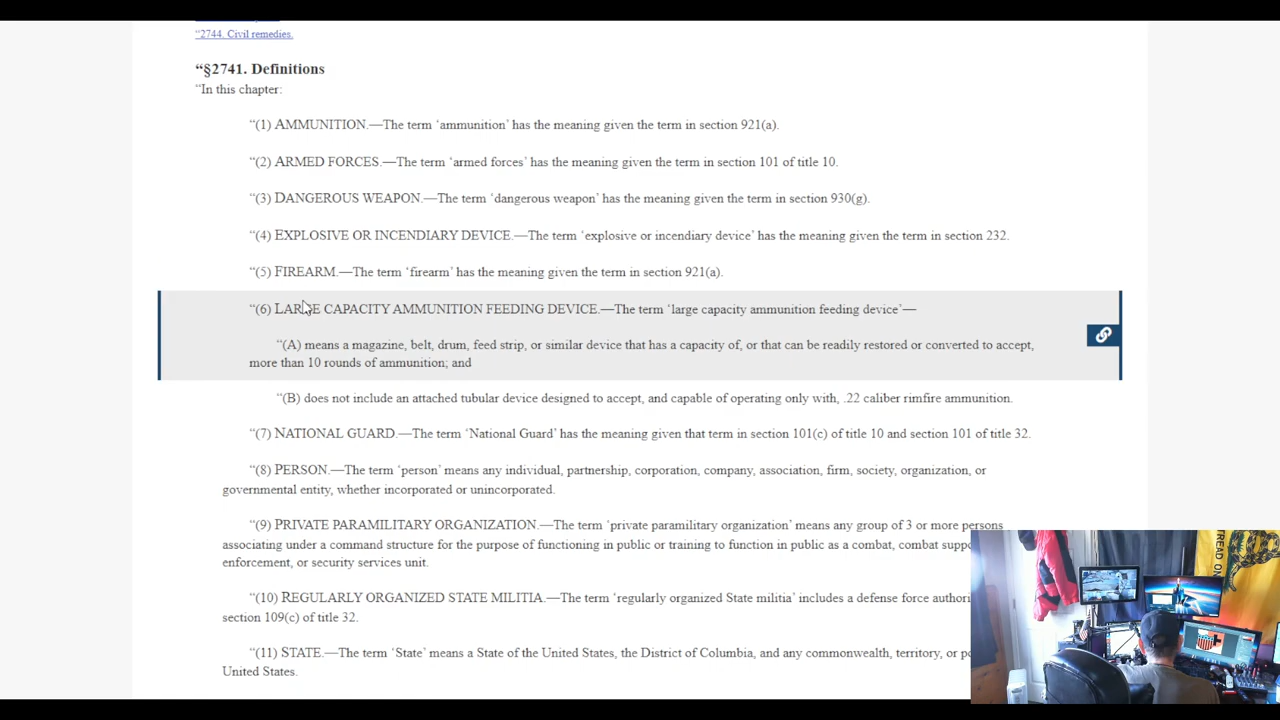 “2744. Civil remedies.
“§2741. Definitions
“In this chapter:
“(1) AMMUNITION.—The term ‘ammunition’ has the meaning given the term in section 921(a).
“(2) ARMED FORCES.—The term ‘armed forces’ has the meaning given the term in section 101 of title 10.
“(3) DANGEROUS WEAPON.—The term ‘dangerous weapon’ has the meaning given the term in section 930(g).
“(4) EXPLOSIVE OR INCENDIARY DEVICE.—The term ‘explosive or incendiary device’ has the meaning given the term in section 232.
“(5) FIREARM.—The term ‘firearm’ has the meaning given the term in section 921(a).
“(6) LARGE CAPACITY AMMUNITION FEEDING DEVICE.—The term ‘large capacity ammunition feeding device’—
“(A) means a magazine, belt, drum, feed strip, or similar device that has a capacity of, or that can be readily restored or converted to accept,
more than 10 rounds of ammunition; and
“(B) does not include an attached tubular device designed to accept, and capable of operating only with, .22 caliber rimfire ammunition.
“(7) NATIONAL GUARD.—The term ‘National Guard’ has the meaning given that term in section 101(c) of title 10 and section 101 of title 32.
“(8) PERSON.—The term ‘person’ means any individual, partnership, corporation, company, association, firm, society, organization, or
governmental entity, whether incorporated or unincorporated.
“(9) PRIVATE PARAMILITARY ORGANIZATION.—The term ‘private paramilitary organization’ means any group of 3 or more persons
associating under a command structure for the purpose of functioning in public or training to function in public as a combat, combat
enforcement, or security services unit.
“(10) REGULARLY ORGANIZED STATE MILITIA.—The term ‘regularly organized State militia’ includes a defense force
section 109(c) of title 32.
“(11) STATE.—The term ‘State’ means a State of the United States, the District of Columbia, and any commonwealth, territory, or
United States.
TREAD ON